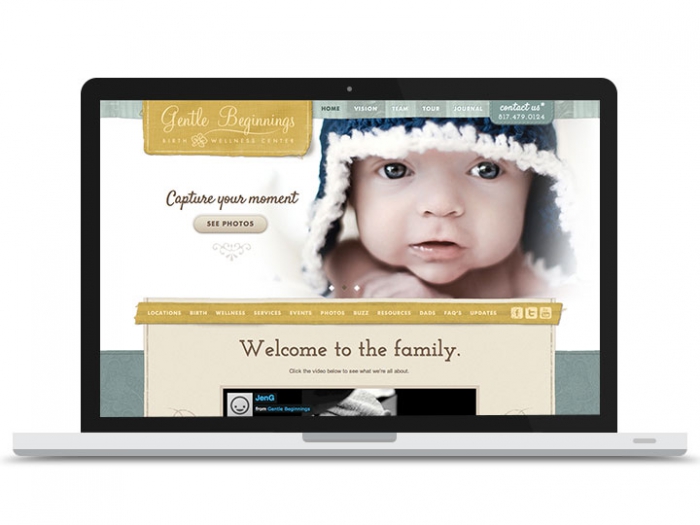 Gentle Beginnings
BIRTH WELLNESS CENTER
HOME VISION TEAM TOUR JOURNAL
contact us*
817.479.0124
Capture your moment
SEE PHOTOS
LOCATIONS BIRTH WELLNESS SERVICES EVENTS PHOTOS BUZZ RESOURCES DADS FAQ'S UPDATES
f t You Tube
Welcome to the family.
Click the video below to see what we're all about.
JenG
from Gentle Beginnings